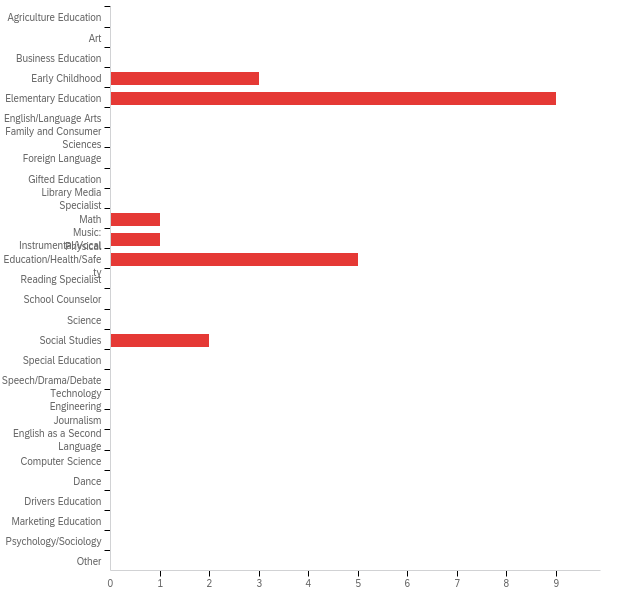 Agriculture Education
Art
Business Education
Early Childhood
Elementary Education
English/Language Arts
Family and Consumer
Sciences
Foreign Language
Gifted Education
Library Media
Specialist
Math
Music:
Instrumental/Vocal
Physical
Education/Health/Safe
ty
Reading Specialist
School Counselor
Science
Social Studies
Special Education
Speech/Drama/Debate
Technology
Engineering
Journalism
English as a Second
Language
Computer Science
Dance
Drivers Education
Marketing Education
Psychology/Sociology
Other
0 1 2 3 4 5 6 7 8 9